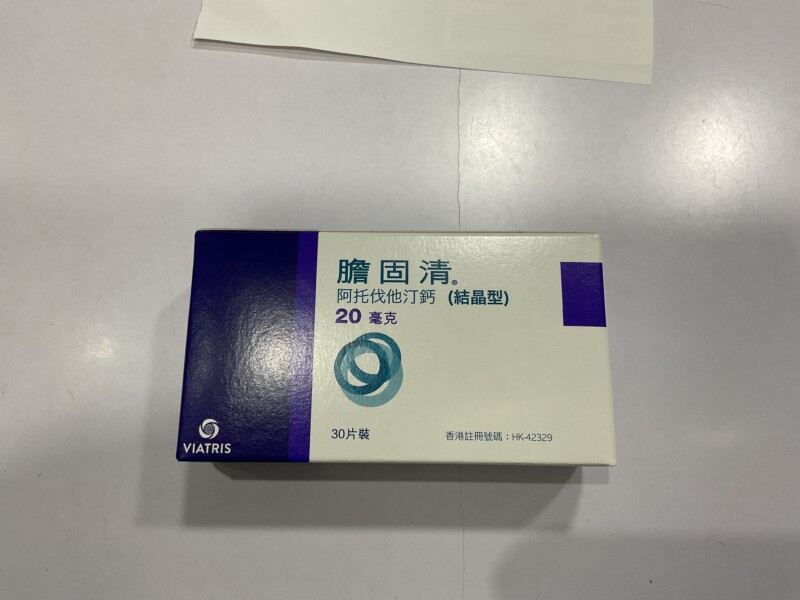 膽固清®
阿托伐他汀鈣 (結晶型)
20 毫克
30片裝
香港註冊號碼：HK-42329
VIATRIS